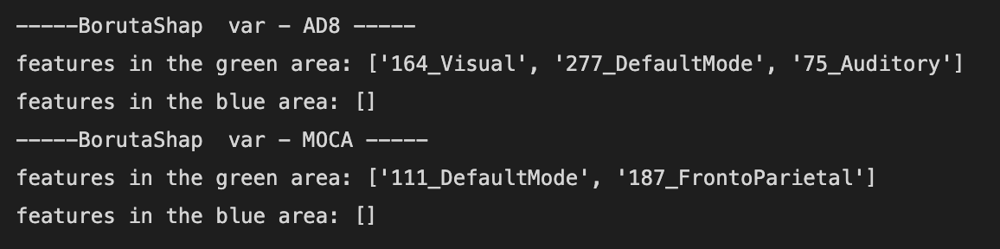 -----BorutaShap  var - AD8 -----
features in the green area: ['164_Visual', '277_DefaultMode', '75_Auditory']
features in the blue area: []
-----BorutaShap  var - MOCA -----
features in the green area: ['111_DefaultMode', '187_FrontoParietal']
features in the blue area: []